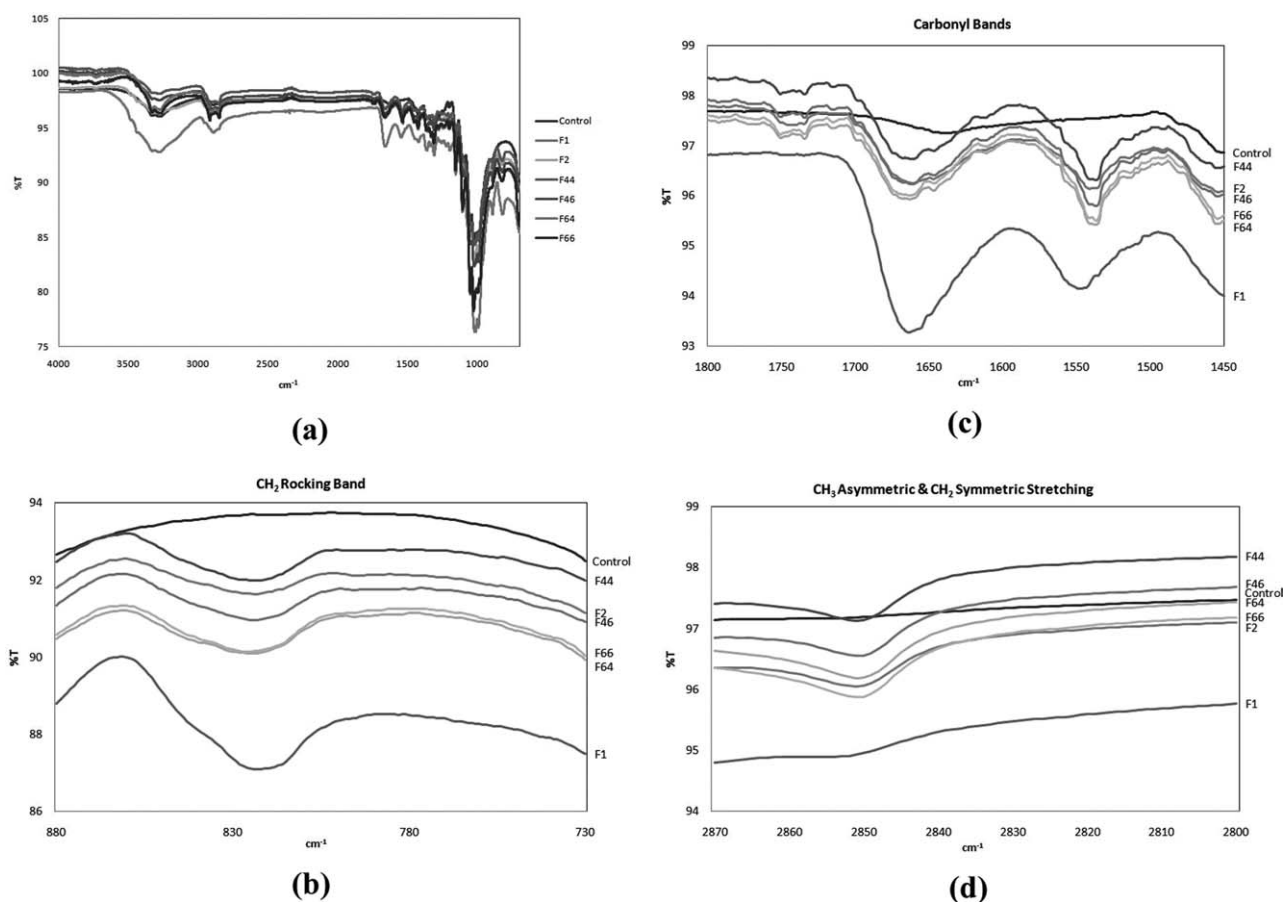 105
100
95
90
85
80
75
%T
4000 3500 3000 2500 2000 1500 1000
cm-1
Control
F1
F2
F44
F46
F64
F66
(a)
Carbonyl Bands
99
98
97
96
95
94
93
%T
1800 1750 1700 1650 1600 1550 1500 1450
cm-1
Control
F44
F2
F46
F66
F64
F1
(c)
CH2 Rocking Band
94
92
90
88
86
%T
880 830 780 730
cm-1
Control
F44
F2
F46
F66
F64
F1
(b)
CH3 Asymmetric & CH2 Symmetric Stretching
99
98
97
96
95
94
%T
2870 2860 2850 2840 2830 2820 2810 2800
cm-1
F44
F46
Control
F64
F66
F2
F1
(d)